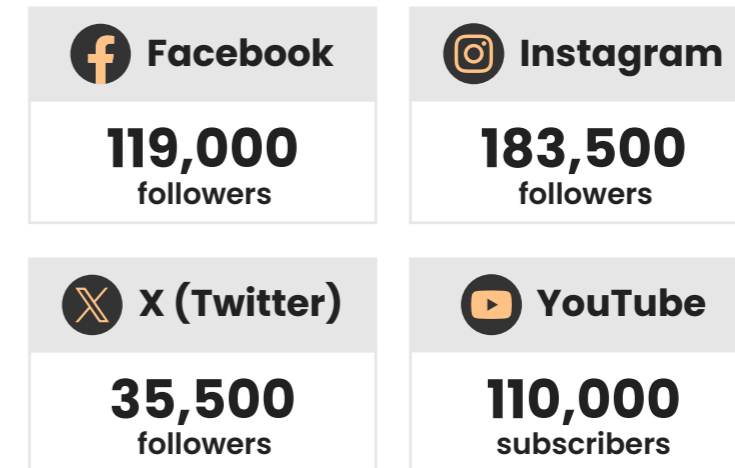 Facebook
119,000
followers
Instagram
183,500
followers
X (Twitter)
35,500
followers
YouTube
110,000
subscribers